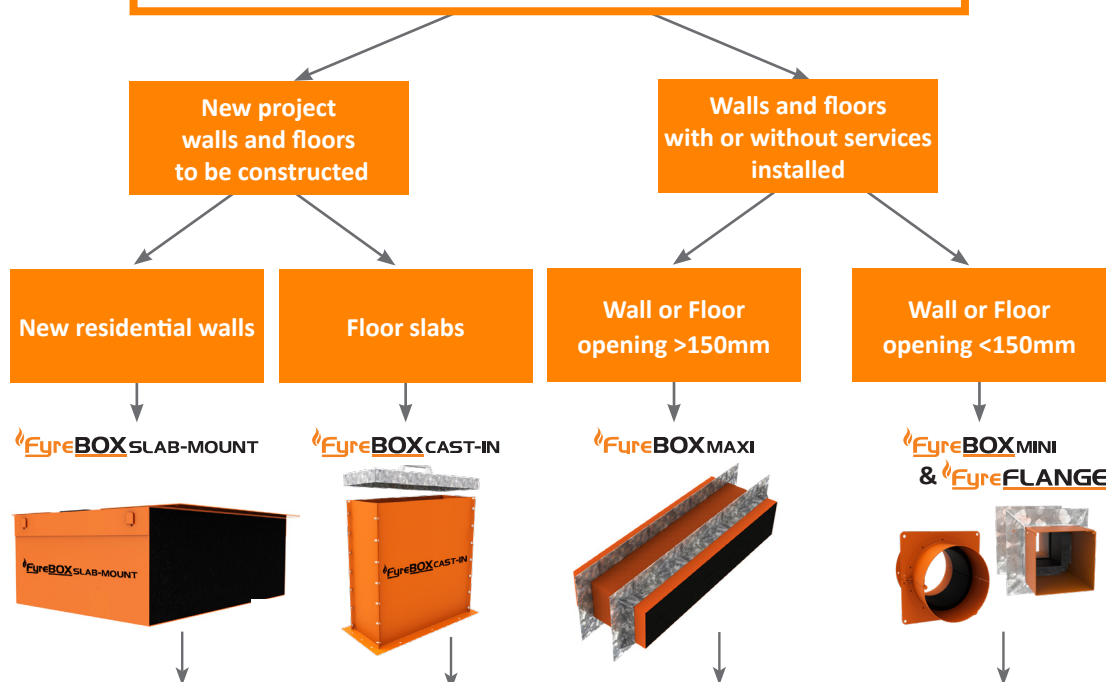 New project
walls and floors
to be constructed
Walls and floors
with or without services
installed
New residential walls
Floor slabs
Wall or Floor
opening >150mm
Wall or Floor
opening <150mm
FyreBOX SLAB-MOUNT
FyreBOX CAST-IN
FyreBOX MAXI
FyreBOX MINI
& FyreFLANGE
FyreBOX SLAB-MOUNT
FyreBOX CAST-IN